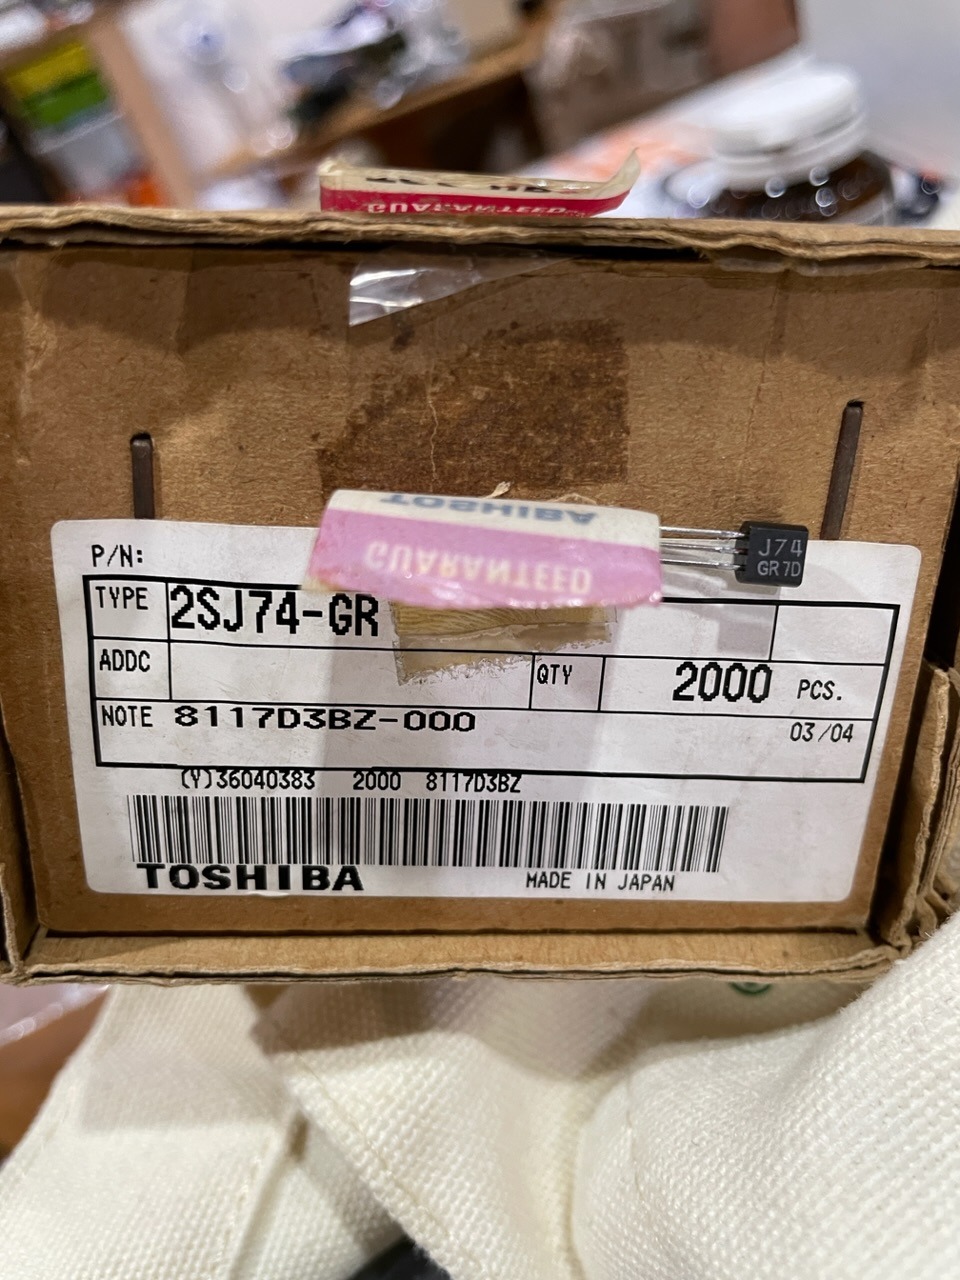 GUARANTEED
TOSHIBA
GUARANTEED
J74
GR 7D
P/N:
TYPE 2SJ74-GR
ADDC QTY 2000 PCS.
NOTE 8117D3BZ-000 03/04
(Y)36040383 2000 8117D3BZ
TOSHIBA MADE IN JAPAN